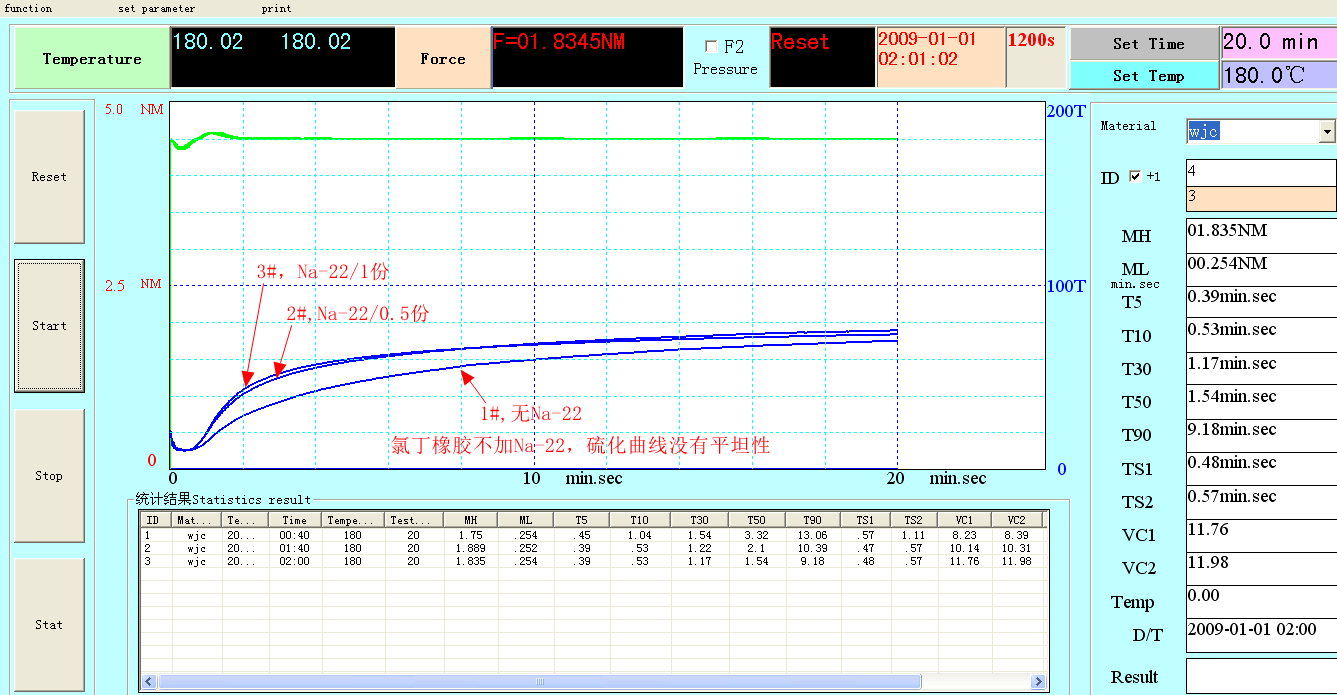 function set parameter print
Temperature 180.02 180.02 Force F=01.8345NM F2 Pressure Reset 2009-01-01 02:01:02 1200s Set Time 20.0 min
Set Temp 180.0℃
Reset
Start
Stop
Stat
5.0 NM
2.5 NM
0
200T
100T
0
3#，Na-22/1份
2#,Na-22/0.5份
1#,无Na-22
氯丁橡胶不加Na-22，硫化曲线没有平坦性
0 10 min.sec 20 min.sec
Material wjc
ID +1 4
3
MH 01.835NM
ML 00.254NM
min.sec
T5 0.39min.sec
T10 0.53min.sec
T30 1.17min.sec
T50 1.54min.sec
T90 9.18min.sec
TS1 0.48min.sec
TS2 0.57min.sec
VC1 11.76
VC2 11.98
Temp 0.00
D/T 2009-01-01 02:00
Result
统计结果Statistics result
ID Mat... Te... Time Tempe... Test... MH ML T5 T10 T30 T50 T90 TS1 TS2 VC1 VC2
1 wjc 20... 00:40 180 20 1.75 .254 .45 1.04 1.54 3.32 13.06 .57 1.11 8.23 8.39
2 wjc 20... 01:40 180 20 1.889 .252 .39 .53 1.22 2.1 10.39 .47 .57 10.14 10.31
3 wjc 20... 02:00 180 20 1.835 .254 .39 .53 1.17 1.54 9.18 .48 .57 11.76 11.98